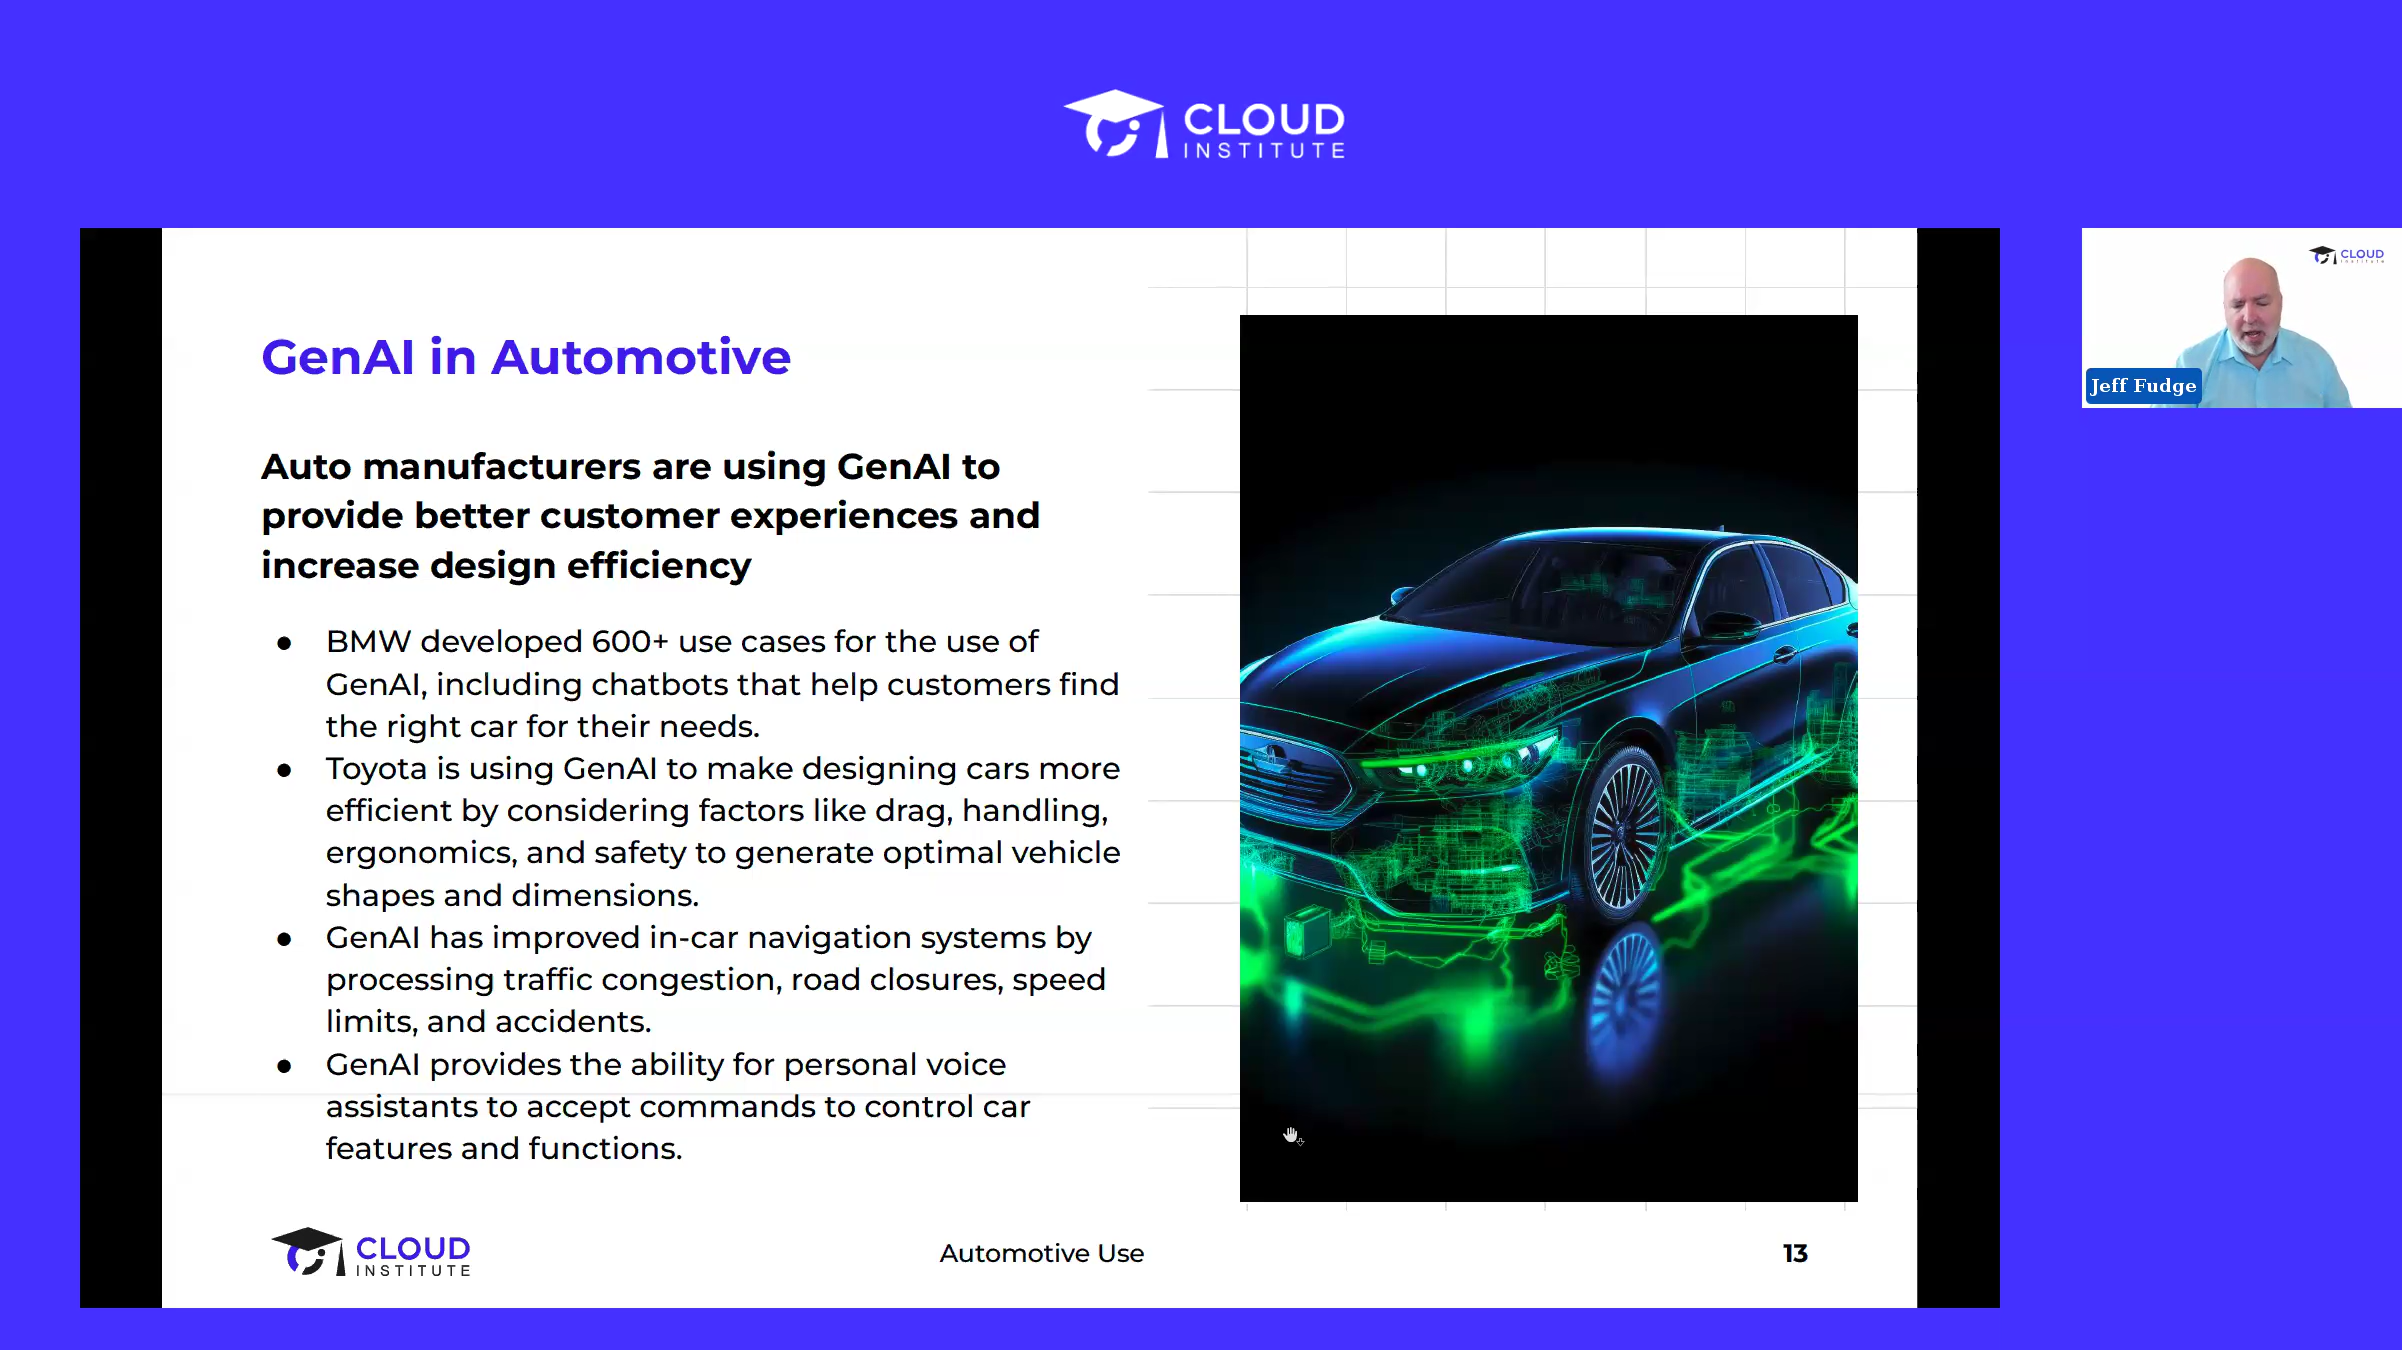 CLOUD
INSTITUTE
CLOUD
Jeff Fudge
GenAI in Automotive
Auto manufacturers are using GenAI to
provide better customer experiences and
increase design efficiency
● BMW developed 600+ use cases for the use of
GenAI, including chatbots that help customers find
the right car for their needs.
● Toyota is using GenAI to make designing cars more
efficient by considering factors like drag, handling,
ergonomics, and safety to generate optimal vehicle
shapes and dimensions.
● GenAI has improved in-car navigation systems by
processing traffic congestion, road closures, speed
limits, and accidents.
● GenAI provides the ability for personal voice
assistants to accept commands to control car
features and functions.
CLOUD
INSTITUTE
Automotive Use
13